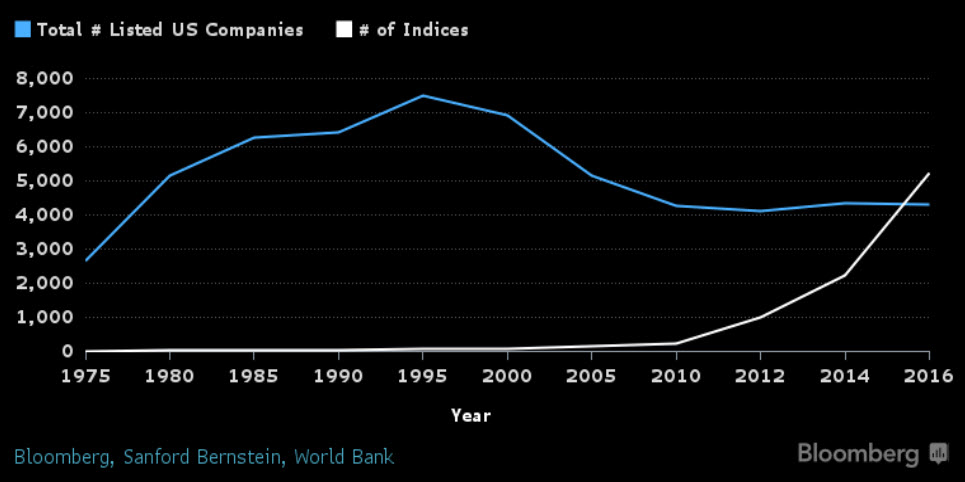 Total # Listed US Companies # of Indices
8,000
7,000
6,000
5,000
4,000
3,000
2,000
1,000
0
1975 1980 1985 1990 1995 2000 2005 2010 2012 2014 2016
Year
Bloomberg, Sanford Bernstein, World Bank
Bloomberg